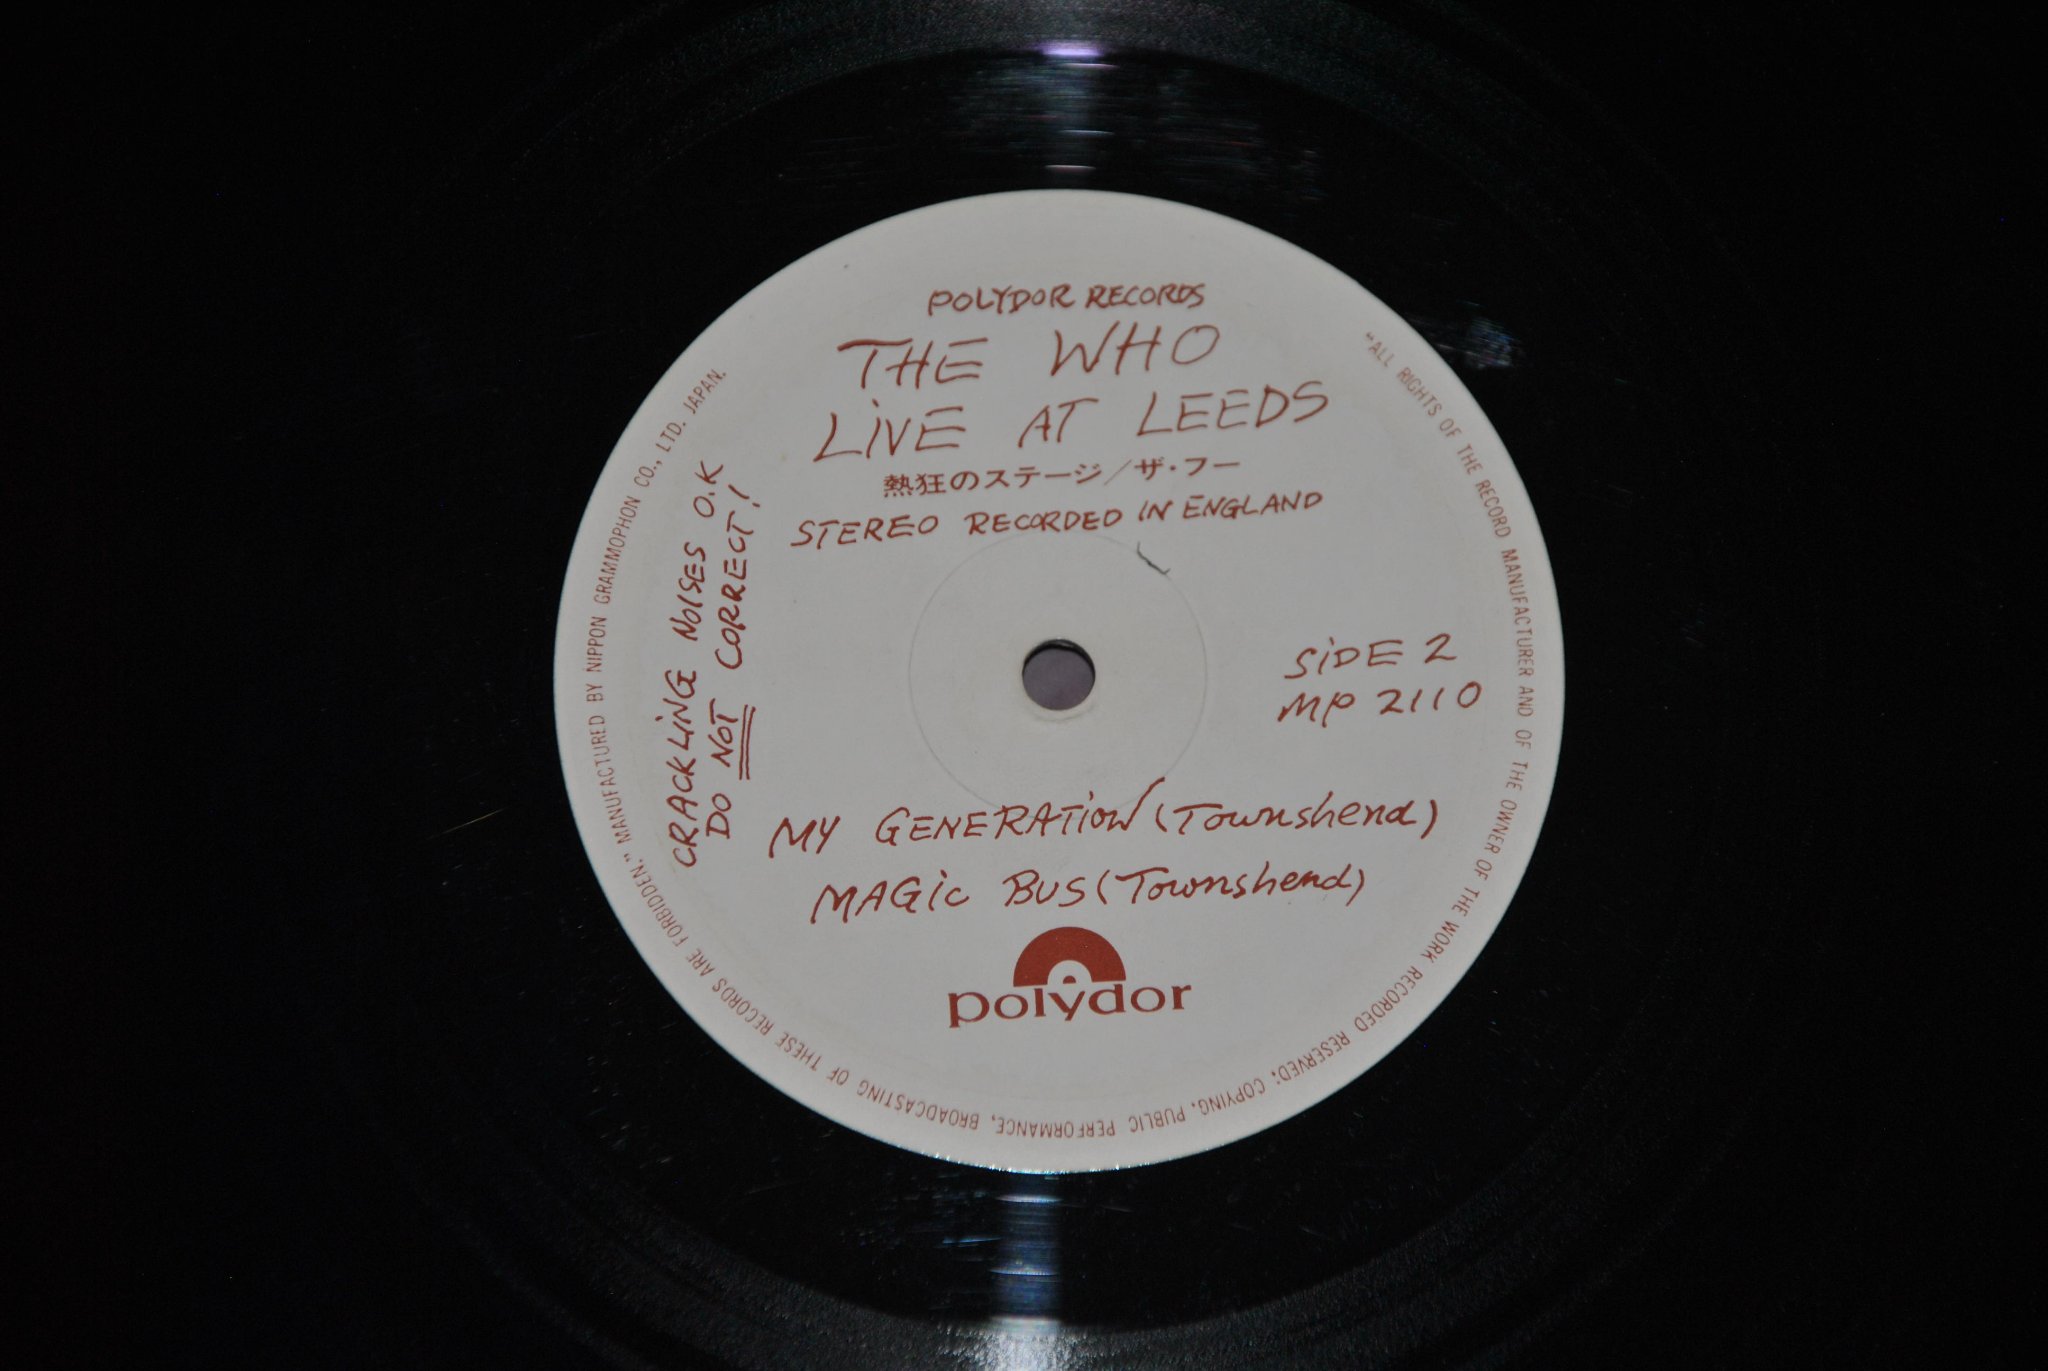 POLYDOR RECORDS
THE WHO
LiVE AT LEEDS
熱狂のステージ/ザ・フー
STEREO RECORDED IN ENGLAND
CRACKLiNG NOISES O.K
DO NOT CORRECT!
SiDE 2
MP 2110
MY GENERATiON (Townshend)
MAGiC BUS (Townshend)
polydor
"ALL RIGHTS OF THE RECORD MANUFACTURER AND OF THE OWNER OF THE WORK RECORDED RESERVED; COPYING, PUBLIC PERFORMANCE, BROADCASTING OF THESE RECORDS ARE FORBIDDEN." MANUFACTURED BY NIPPON GRAMMOPHON CO., LTD. JAPAN.